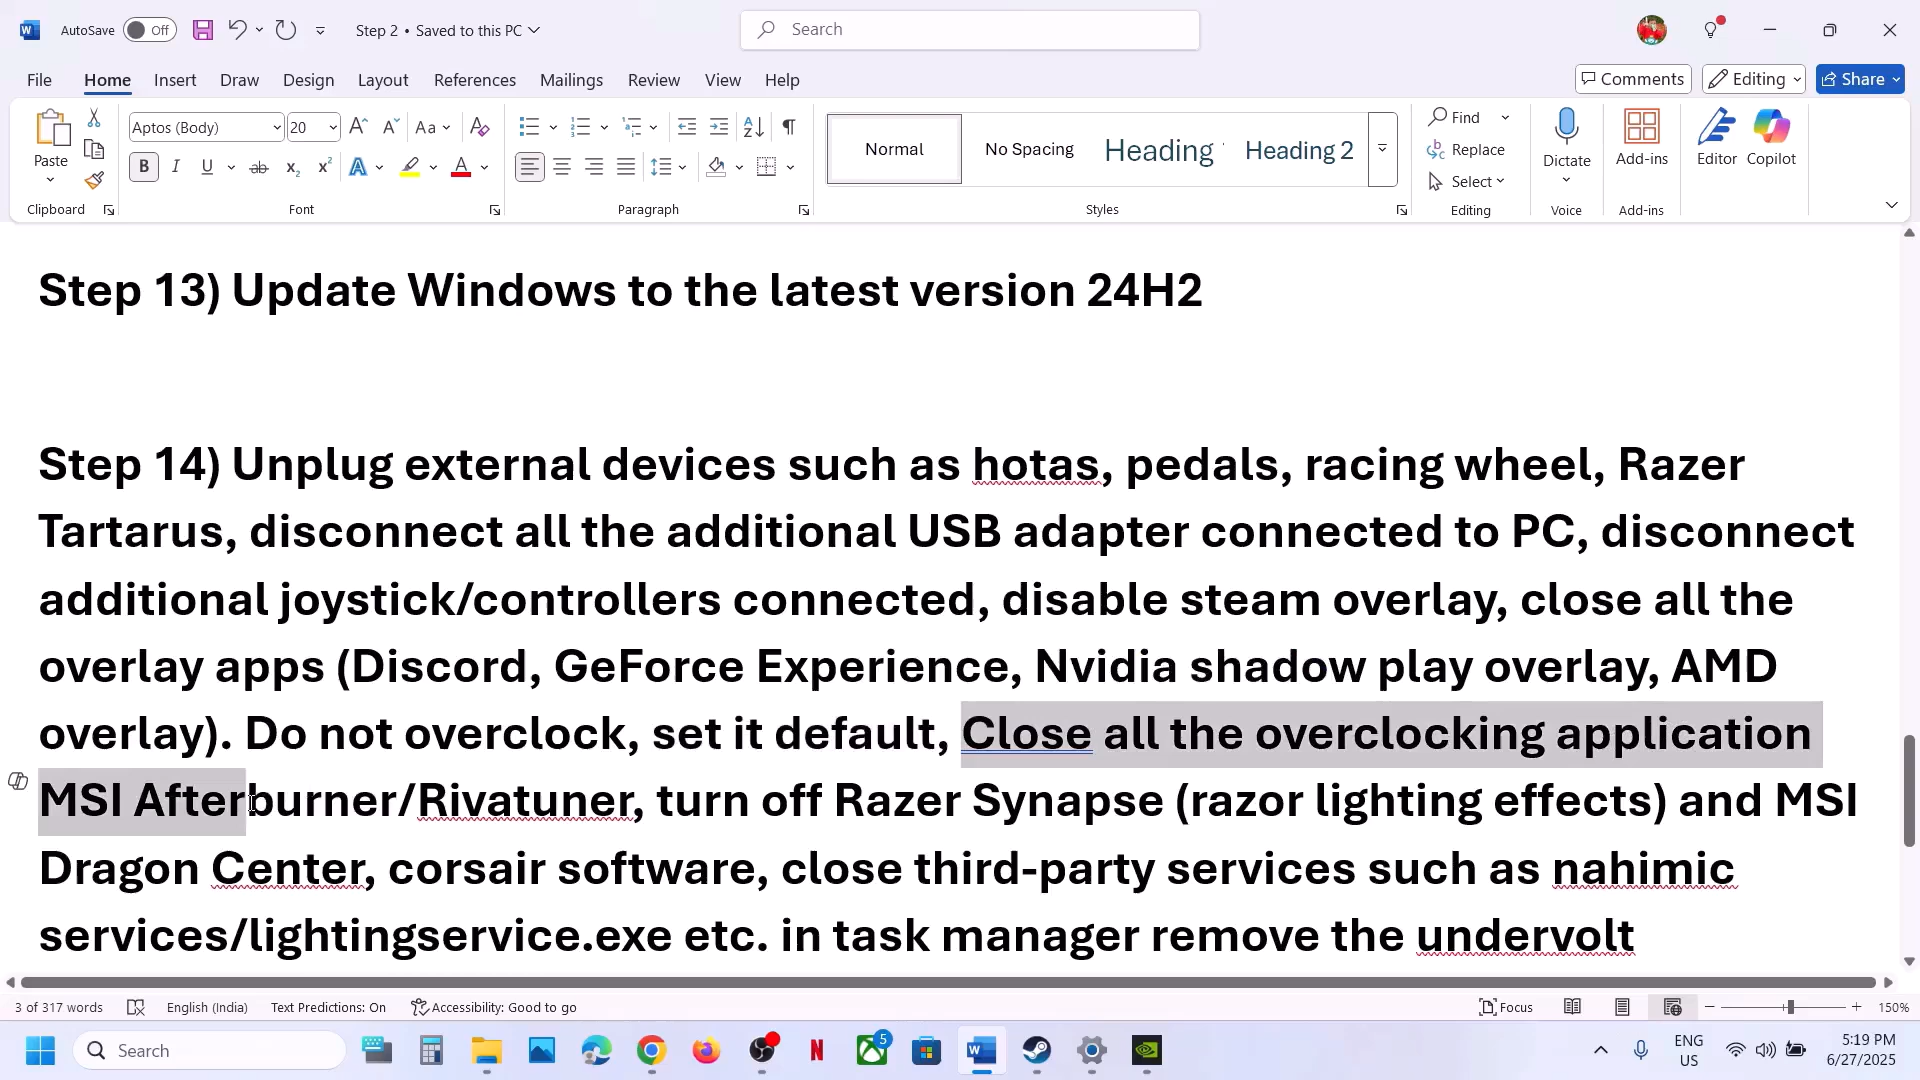 AutoSave Off Step 2 • Saved to this PC Search
File Home Insert Draw Design Layout References Mailings Review View Help Comments Editing Share
Paste Aptos (Body) 20 Normal No Spacing Heading Heading 2 Find Replace Select Dictate Add-ins Editor Copilot
Clipboard Font Paragraph Styles Editing Voice Add-ins
Step 13) Update Windows to the latest version 24H2
Step 14) Unplug external devices such as hotas, pedals, racing wheel, Razer
Tartarus, disconnect all the additional USB adapter connected to PC, disconnect
additional joystick/controllers connected, disable steam overlay, close all the
overlay apps (Discord, GeForce Experience, Nvidia shadow play overlay, AMD
overlay). Do not overclock, set it default, Close all the overclocking application
MSI Afterburner/Rivatuner, turn off Razer Synapse (razor lighting effects) and MSI
Dragon Center, corsair software, close third-party services such as nahimic
services/lightingservice.exe etc. in task manager remove the undervolt
3 of 317 words English (India) Text Predictions: On Accessibility: Good to go Focus 150%
Search 5 ENG US 5:19 PM 6/27/2025